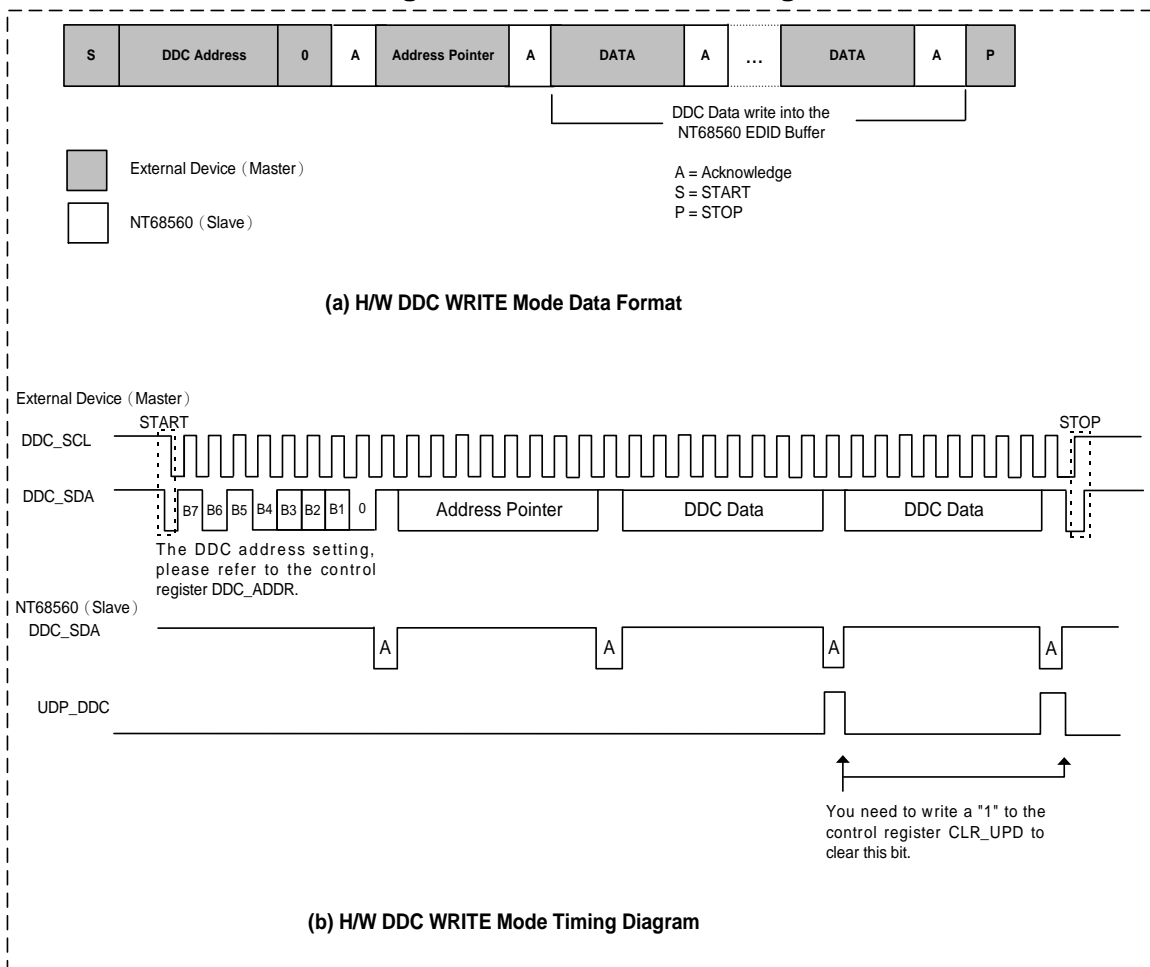 S DDC Address 0 A Address Pointer A DATA A ... DATA A P
DDC Data write into the
NT68560 EDID Buffer
External Device（Master）
A = Acknowledge
S = START
P = STOP
NT68560（Slave）
(a) H/W DDC WRITE Mode Data Format
External Device（Master）
START
STOP
DDC_SCL
DDC_SDA
B7 B6 B5 B4 B3 B2 B1 0 Address Pointer DDC Data DDC Data
The DDC address setting,
please refer to the control
register DDC_ADDR.
NT68560（Slave）
DDC_SDA
A A A A
UDP_DDC
You need to write a "1" to the
control register CLR_UPD to
clear this bit.
(b) H/W DDC WRITE Mode Timing Diagram